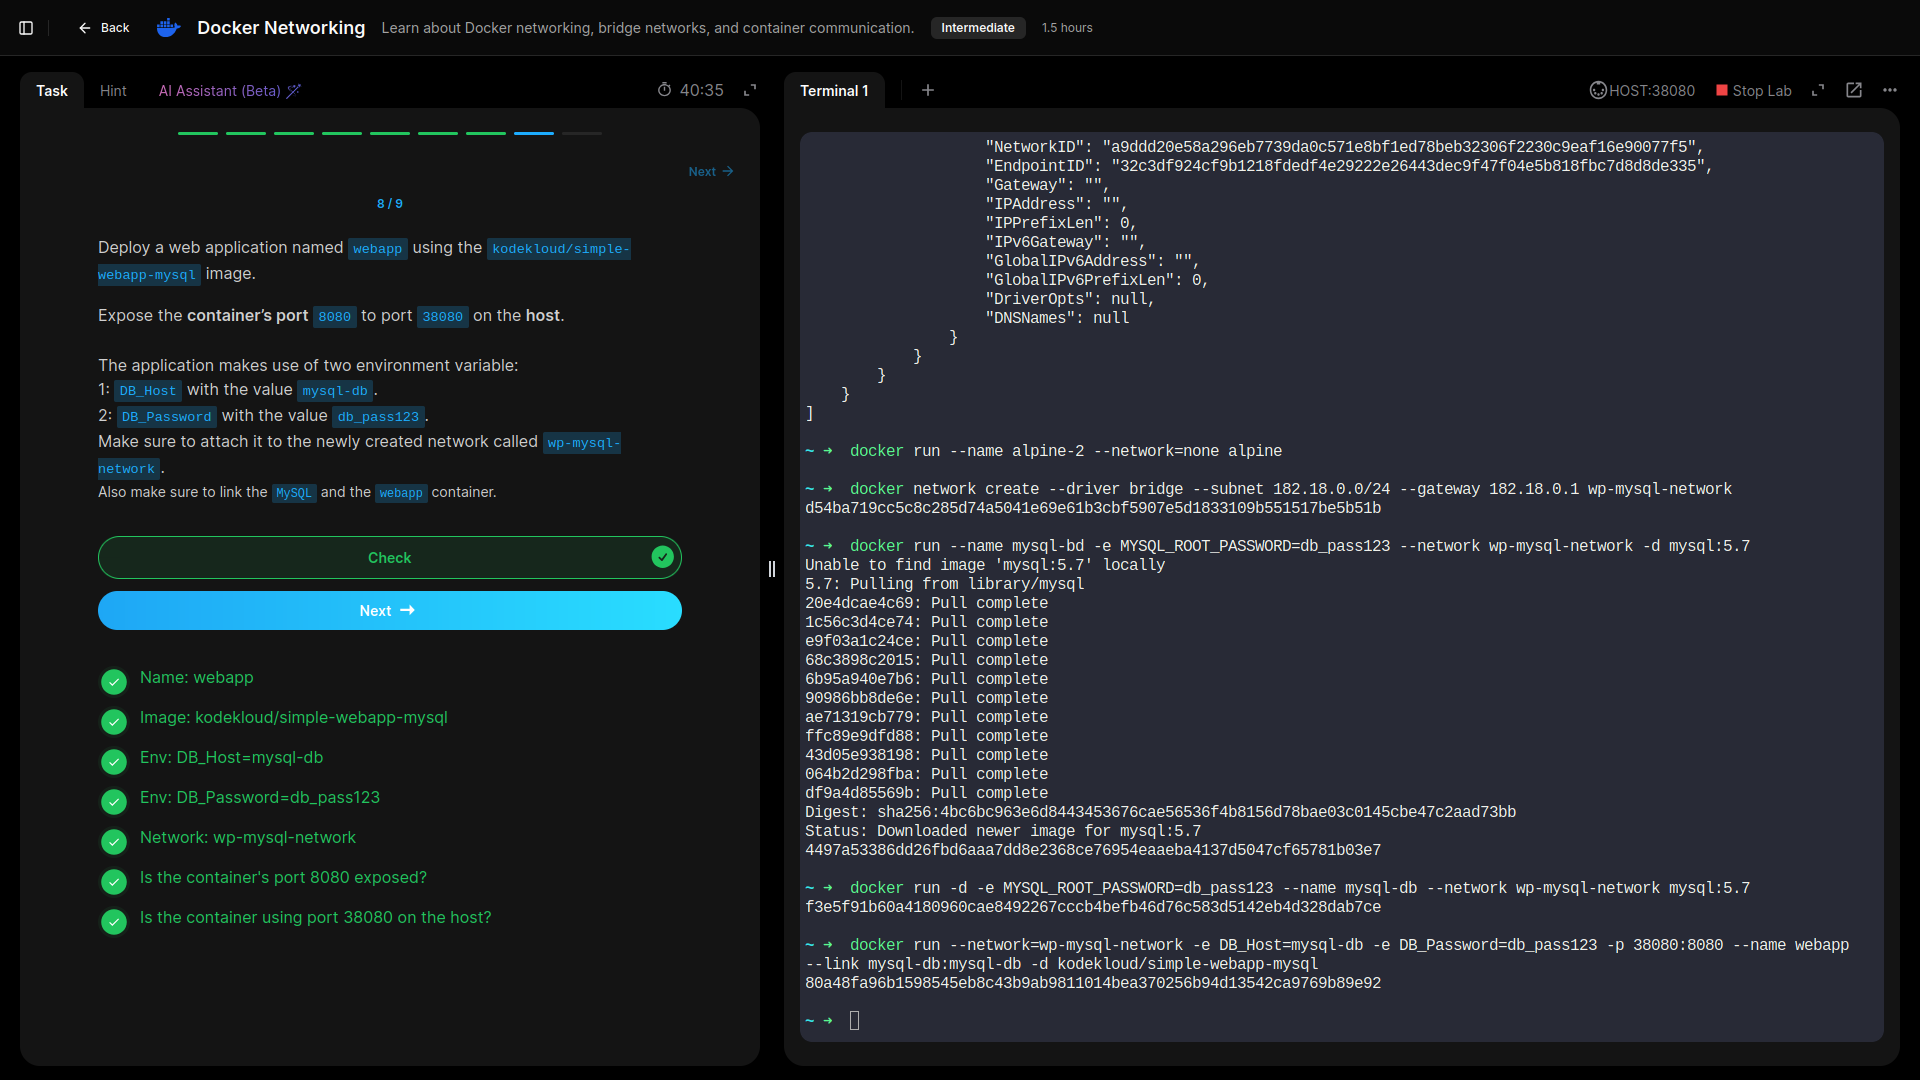 Back
Docker Networking
Learn about Docker networking, bridge networks, and container communication.
Intermediate
1.5 hours
Task
Hint
AI Assistant (Beta)
40:35
Next →
8 / 9
Deploy a web application named webapp using the kodekloud/simple-
webapp-mysql image.
Expose the container's port 8080 to port 38080 on the host.
The application makes use of two environment variable:
1: DB_Host with the value mysql-db.
2: DB_Password with the value db_pass123.
Make sure to attach it to the newly created network called wp-mysql-
network.
Also make sure to link the MySQL and the webapp container.
Check
Next →
Name: webapp
Image: kodekloud/simple-webapp-mysql
Env: DB_Host=mysql-db
Env: DB_Password=db_pass123
Network: wp-mysql-network
Is the container's port 8080 exposed?
Is the container using port 38080 on the host?
Terminal 1
+
HOST:38080
Stop Lab
"NetworkID": "a9ddd20e58a296eb7739da0c571e8bf1ed78beb32306f2230c9eaf16e90077f5",
"EndpointID": "32c3df924cf9b1218fdedf4e29222e26443dec9f47f04e5b818fbc7d8d8de335",
"Gateway": "",
"IPAddress": "",
"IPPrefixLen": 0,
"IPv6Gateway": "",
"GlobalIPv6Address": "",
"GlobalIPv6PrefixLen": 0,
"DriverOpts": null,
"DNSNames": null
}
}
}
}
]
~ ➜ docker run --name alpine-2 --network=none alpine
~ ➜ docker network create --driver bridge --subnet 182.18.0.0/24 --gateway 182.18.0.1 wp-mysql-network
d54ba719cc5c8c285d74a5041e69e61b3cbf5907e5d1833109b551517be5b51b
~ ➜ docker run --name mysql-bd -e MYSQL_ROOT_PASSWORD=db_pass123 --network wp-mysql-network -d mysql:5.7
Unable to find image 'mysql:5.7' locally
5.7: Pulling from library/mysql
20e4dcae4c69: Pull complete
1c56c3d4ce74: Pull complete
e9f03a1c24ce: Pull complete
68c3898c2015: Pull complete
6b95a940e7b6: Pull complete
90986bb8de6e: Pull complete
ae71319cb779: Pull complete
ffc89e9dfd88: Pull complete
43d05e938198: Pull complete
064b2d298fba: Pull complete
df9a4d85569b: Pull complete
Digest: sha256:4bc6bc963e6d8443453676cae56536f4b8156d78bae03c0145cbe47c2aad73bb
Status: Downloaded newer image for mysql:5.7
4497a53386dd26fbd6aaa7dd8e2368ce76954eaaeba4137d5047cf65781b03e7
~ ➜ docker run -d -e MYSQL_ROOT_PASSWORD=db_pass123 --name mysql-db --network wp-mysql-network mysql:5.7
f3e5f91b60a4180960cae8492267cccb4befb46d76c583d5142eb4d328dab7ce
~ ➜ docker run --network=wp-mysql-network -e DB_Host=mysql-db -e DB_Password=db_pass123 -p 38080:8080 --name webapp
--link mysql-db:mysql-db -d kodekloud/simple-webapp-mysql
80a48fa96b1598545eb8c43b9ab9811014bea370256b94d13542ca9769b89e92
~ ➜